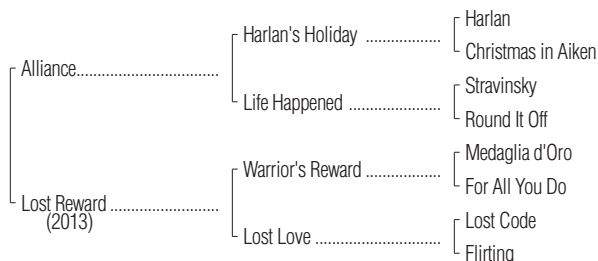 Harlan
Harlan's Holiday ..................
Christmas in Aiken
Alliance..................................
Stravinsky
Life Happened ......................
Round It Off
Medaglia d'Oro
Warrior's Reward ..................
For All You Do
Lost Reward ..........................
(2013)
Lost Code
Lost Love ..............................
Flirting